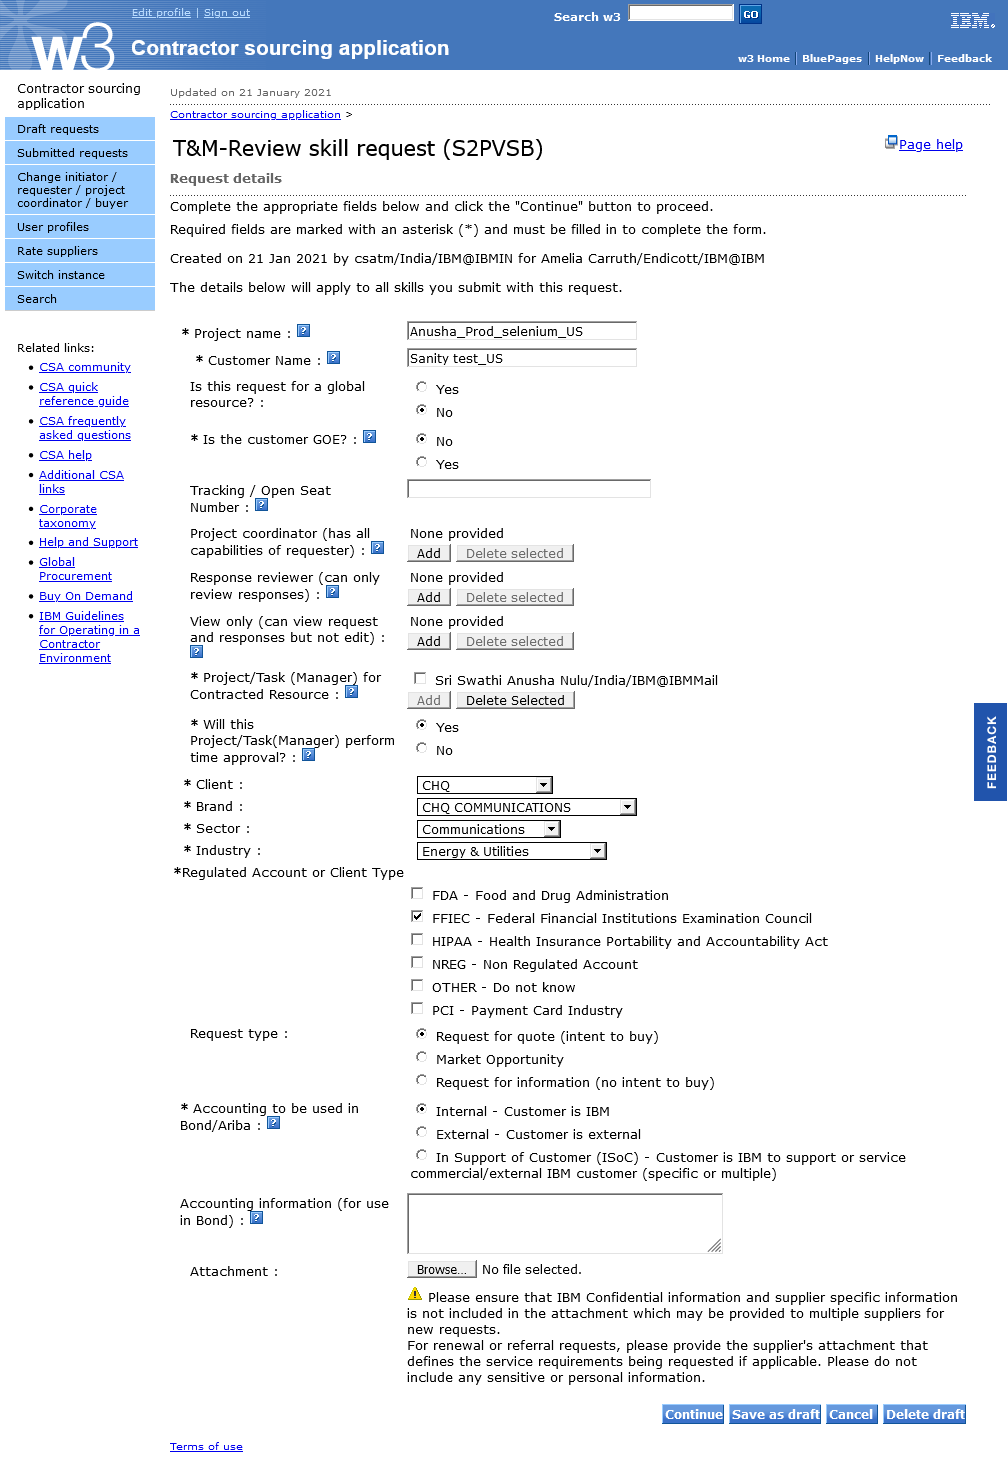 Edit profile | Sign out
Search w3 GO
IBM.
w3 Contractor sourcing application
w3 Home | BluePages | HelpNow | Feedback
Contractor sourcing
application
Draft requests
Submitted requests
Change initiator /
requester / project
coordinator / buyer
User profiles
Rate suppliers
Switch instance
Search
Related links:
• CSA community
• CSA quick
reference guide
• CSA frequently
asked questions
• CSA help
• Additional CSA
links
• Corporate
taxonomy
• Help and Support
• Global
Procurement
• Buy On Demand
• IBM Guidelines
for Operating in a
Contractor
Environment
Updated on 21 January 2021
Contractor sourcing application >
T&M-Review skill request (S2PVSB)
Page help
Request details
Complete the appropriate fields below and click the "Continue" button to proceed.
Required fields are marked with an asterisk (*) and must be filled in to complete the form.
Created on 21 Jan 2021 by csatm/India/IBM@IBMIN for Amelia Carruth/Endicott/IBM@IBM
The details below will apply to all skills you submit with this request.
* Project name : ? Anusha_Prod_selenium_US
* Customer Name : ? Sanity test_US
Is this request for a global
resource? :
Yes
No
* Is the customer GOE? : ?
No
Yes
Tracking / Open Seat
Number : ?
Project coordinator (has all
capabilities of requester) : ?
None provided
Add Delete selected
Response reviewer (can only
review responses) : ?
None provided
Add Delete selected
View only (can view request
and responses but not edit) :
?
None provided
Add Delete selected
* Project/Task (Manager) for
Contracted Resource : ?
Sri Swathi Anusha Nulu/India/IBM@IBMMail
Add Delete Selected
* Will this
Project/Task(Manager) perform
time approval? : ?
Yes
No
* Client : CHQ
* Brand : CHQ COMMUNICATIONS
* Sector : Communications
* Industry : Energy & Utilities
*Regulated Account or Client Type
FDA - Food and Drug Administration
FFIEC - Federal Financial Institutions Examination Council
HIPAA - Health Insurance Portability and Accountability Act
NREG - Non Regulated Account
OTHER - Do not know
PCI - Payment Card Industry
Request type :
Request for quote (intent to buy)
Market Opportunity
Request for information (no intent to buy)
* Accounting to be used in
Bond/Ariba : ?
Internal - Customer is IBM
External - Customer is external
In Support of Customer (ISoC) - Customer is IBM to support or service
commercial/external IBM customer (specific or multiple)
Accounting information (for use
in Bond) : ?
Attachment : Browse... No file selected.
Please ensure that IBM Confidential information and supplier specific information
is not included in the attachment which may be provided to multiple suppliers for
new requests.
For renewal or referral requests, please provide the supplier's attachment that
defines the service requirements being requested if applicable. Please do not
include any sensitive or personal information.
Continue Save as draft Cancel Delete draft
Terms of use
FEEDBACK